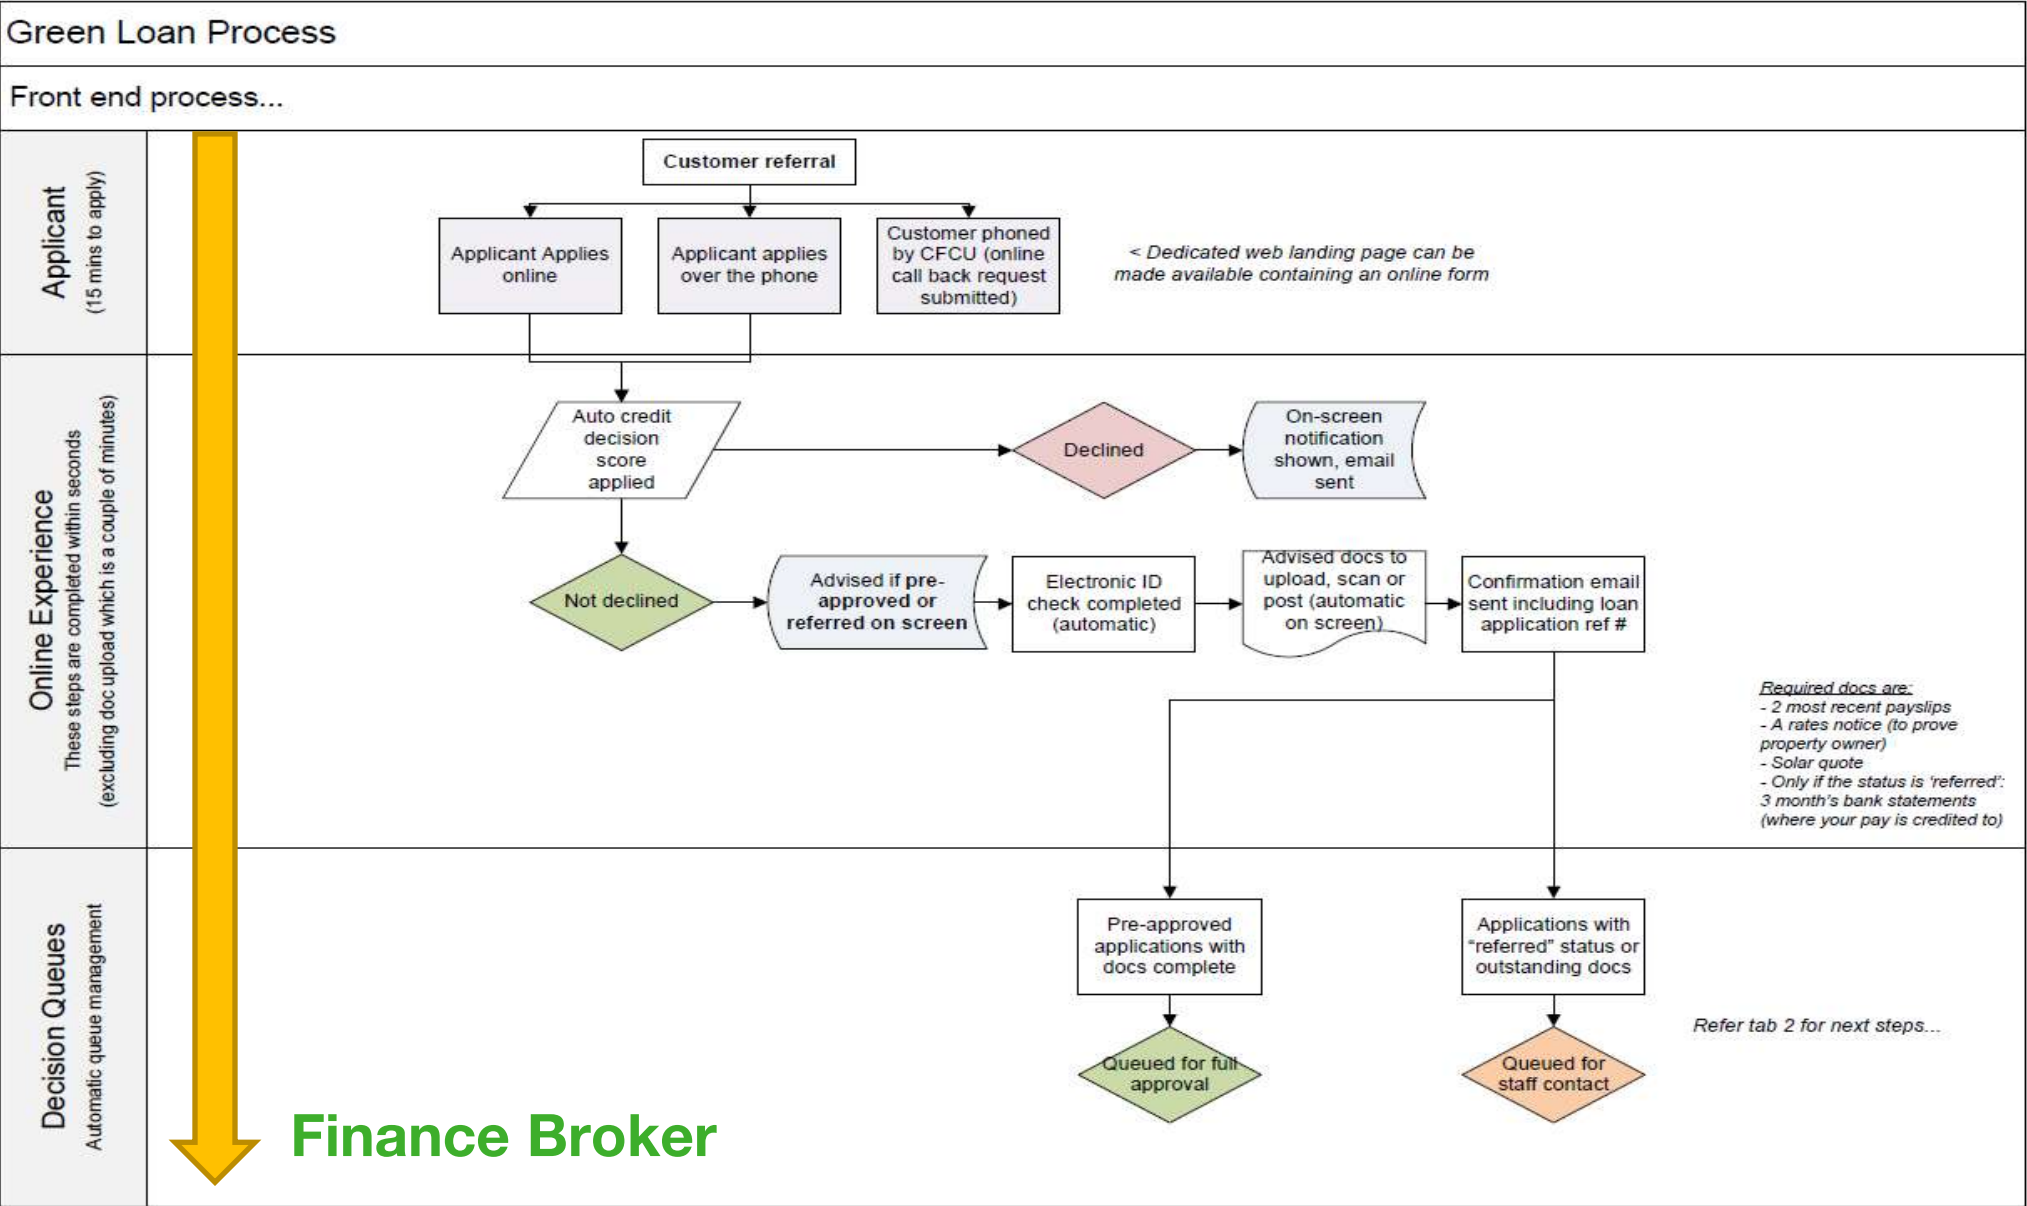 Green Loan Process
Front end process...
Applicant
(15 mins to apply)
Customer referral
Applicant Applies
online
Applicant applies
over the phone
Customer phoned
by CFCU (online
call back request
submitted)
< Dedicated web landing page can be
made available containing an online form
Online Experience
These steps are completed within seconds
(excluding doc upload which is a couple of minutes)
Auto credit
decision
score
applied
Declined
On-screen
notification
shown, email
sent
Not declined
Advised if pre-
approved or
referred on screen
Electronic ID
check completed
(automatic)
Advised docs to
upload, scan or
post (automatic
on screen)
Confirmation email
sent including loan
application ref #
Required docs are:
- 2 most recent payslips
- A rates notice (to prove
property owner)
- Solar quote
- Only if the status is ‘referred’:
3 month's bank statements
(where your pay is credited to)
Decision Queues
Automatic queue management
Pre-approved
applications with
docs complete
Applications with
“referred” status or
outstanding docs
Queued for full
approval
Queued for
staff contact
Refer tab 2 for next steps...
Finance Broker